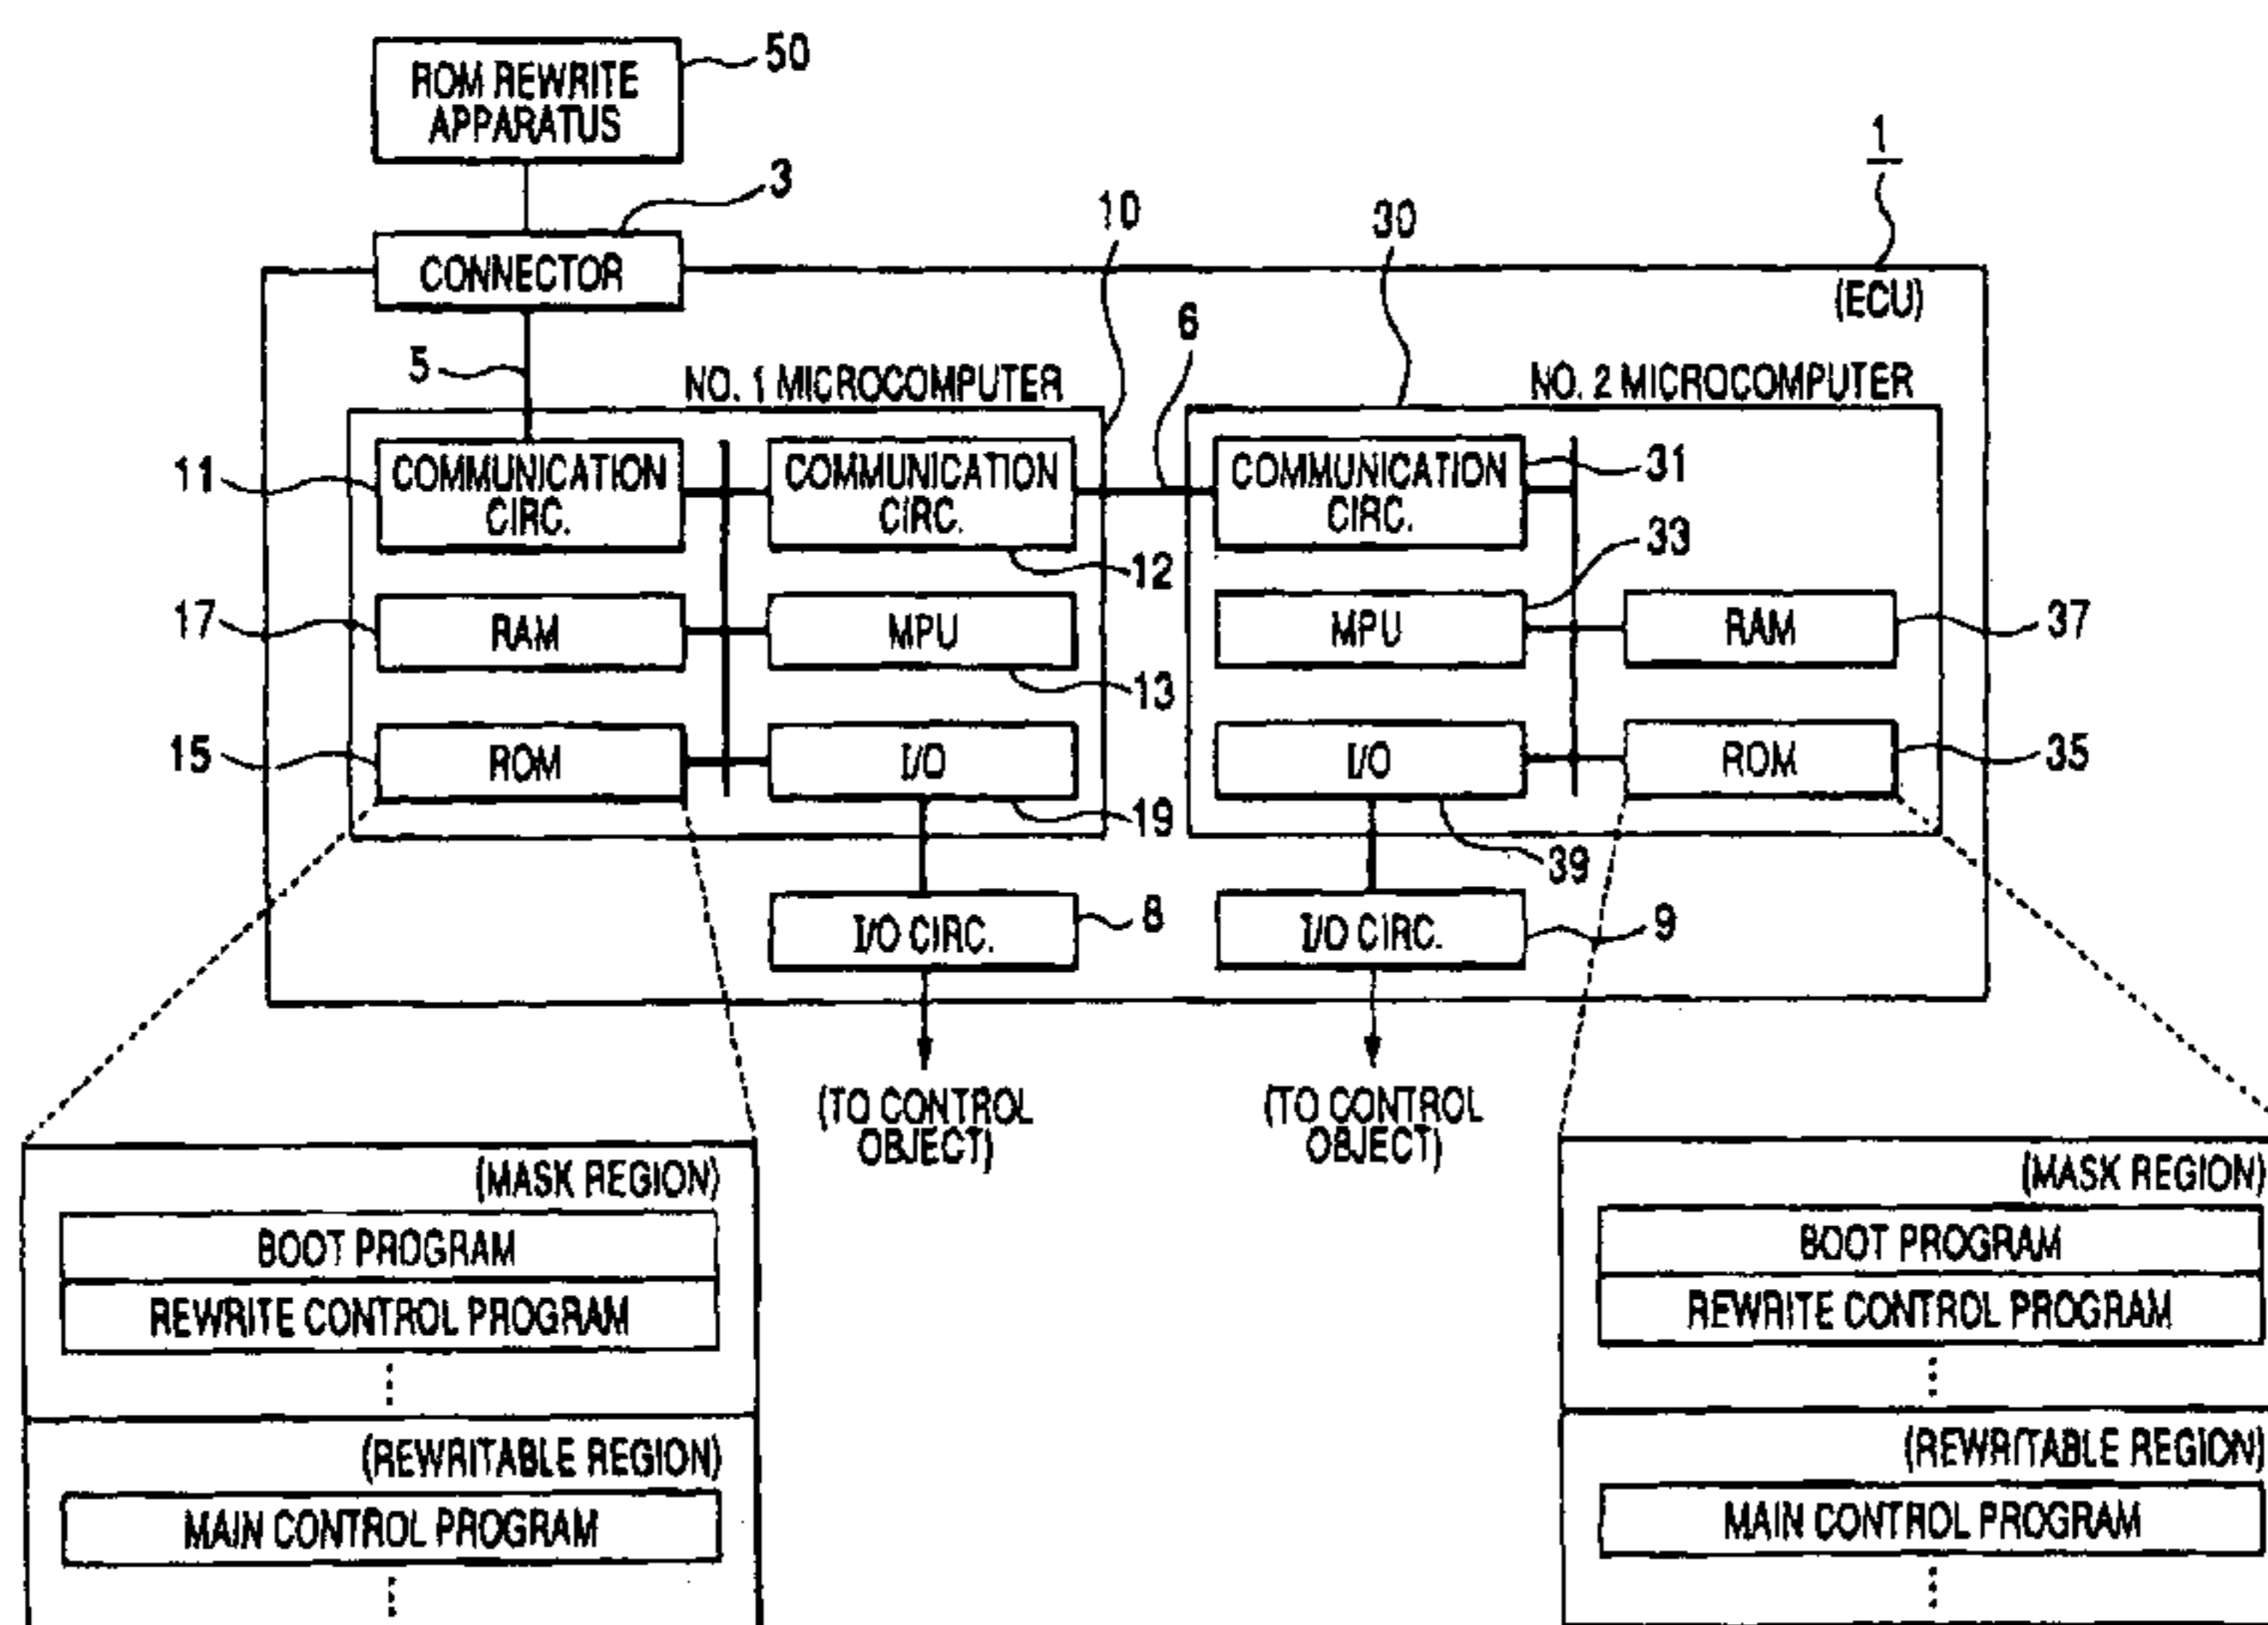 50
ROM REWRITE
APPARATUS
3
1
CONNECTOR
10
30
(ECU)
6
5
NO. 1 MICROCOMPUTER
NO. 2 MICROCOMPUTER
11
COMMUNICATION
CIRC.
COMMUNICATION
CIRC.
COMMUNICATION
CIRC.
31
12
33
17
RAM
MPU
MPU
RAM
37
13
15
ROM
I/O
I/O
ROM
35
19
39
I/O CIRC.
8
I/O CIRC.
9
(TO CONTROL
OBJECT)
(TO CONTROL
OBJECT)
(MASK REGION)
BOOT PROGRAM
REWRITE CONTROL PROGRAM
(REWRITABLE REGION)
MAIN CONTROL PROGRAM
(MASK REGION)
BOOT PROGRAM
REWRITE CONTROL PROGRAM
(REWRITABLE REGION)
MAIN CONTROL PROGRAM